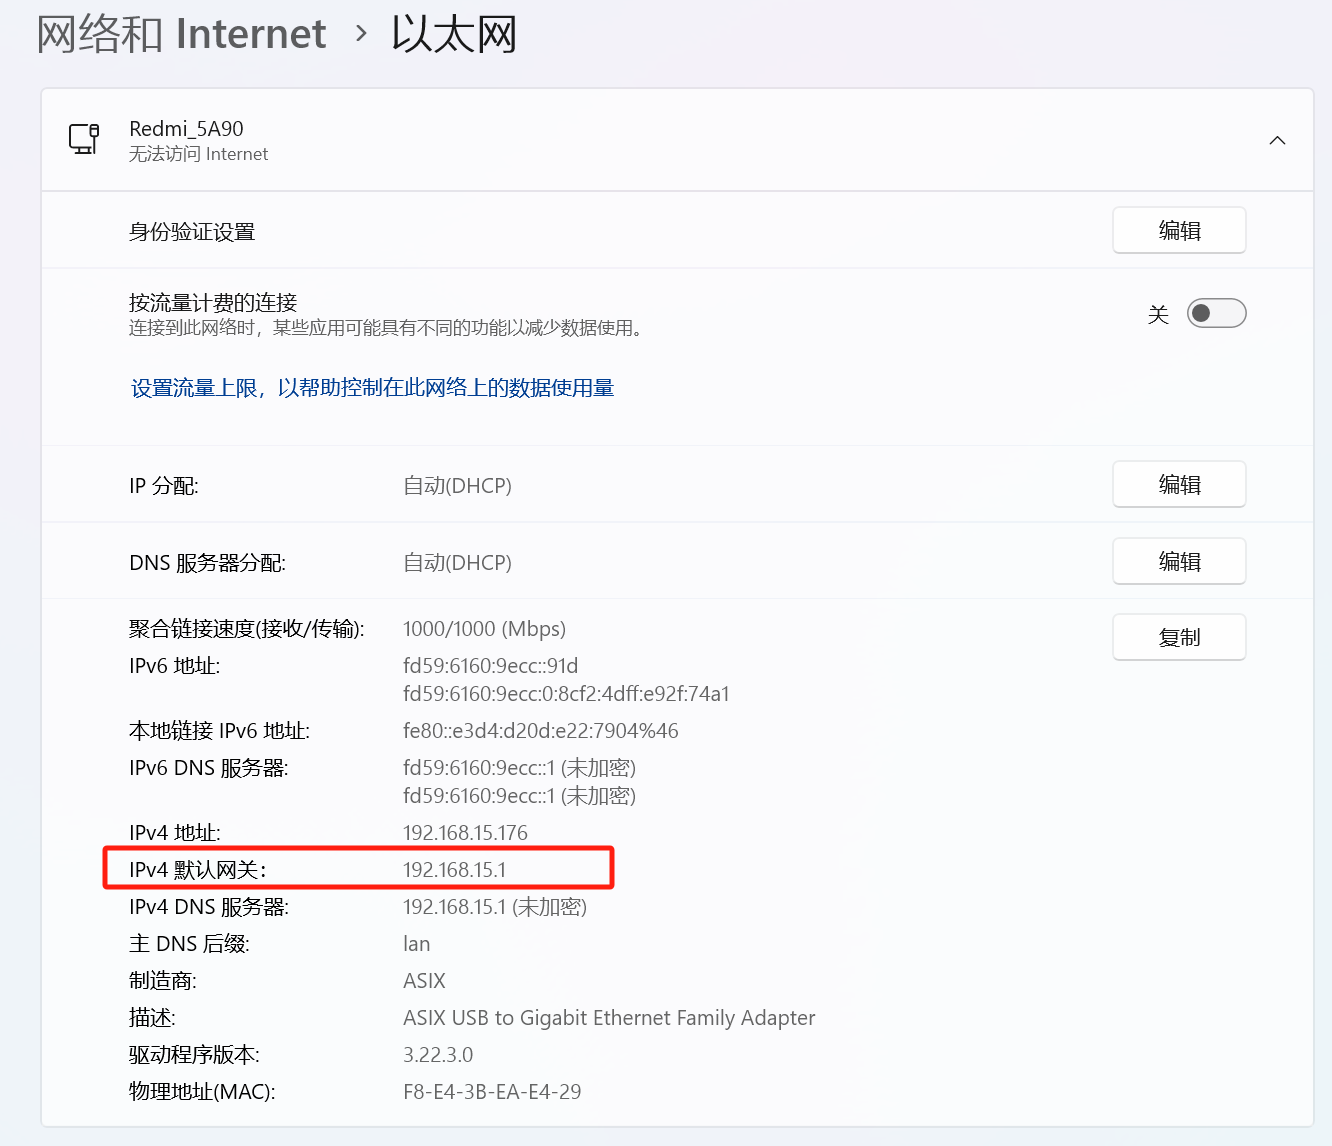 网络和 Internet › 以太网
Redmi_5A90
无法访问 Internet
身份验证设置 编辑
按流量计费的连接
连接到此网络时，某些应用可能具有不同的功能以减少数据使用。
关
设置流量上限，以帮助控制在此网络上的数据使用量
IP 分配: 自动(DHCP) 编辑
DNS 服务器分配: 自动(DHCP) 编辑
聚合链接速度(接收/传输): 1000/1000 (Mbps) 复制
IPv6 地址: fd59:6160:9ecc::91d
fd59:6160:9ecc:0:8cf2:4dff:e92f:74a1
本地链接 IPv6 地址: fe80::e3d4:d20d:e22:7904%46
IPv6 DNS 服务器: fd59:6160:9ecc::1 (未加密)
fd59:6160:9ecc::1 (未加密)
IPv4 地址: 192.168.15.176
IPv4 默认网关: 192.168.15.1
IPv4 DNS 服务器: 192.168.15.1 (未加密)
主 DNS 后缀: lan
制造商: ASIX
描述: ASIX USB to Gigabit Ethernet Family Adapter
驱动程序版本: 3.22.3.0
物理地址(MAC): F8-E4-3B-EA-E4-29